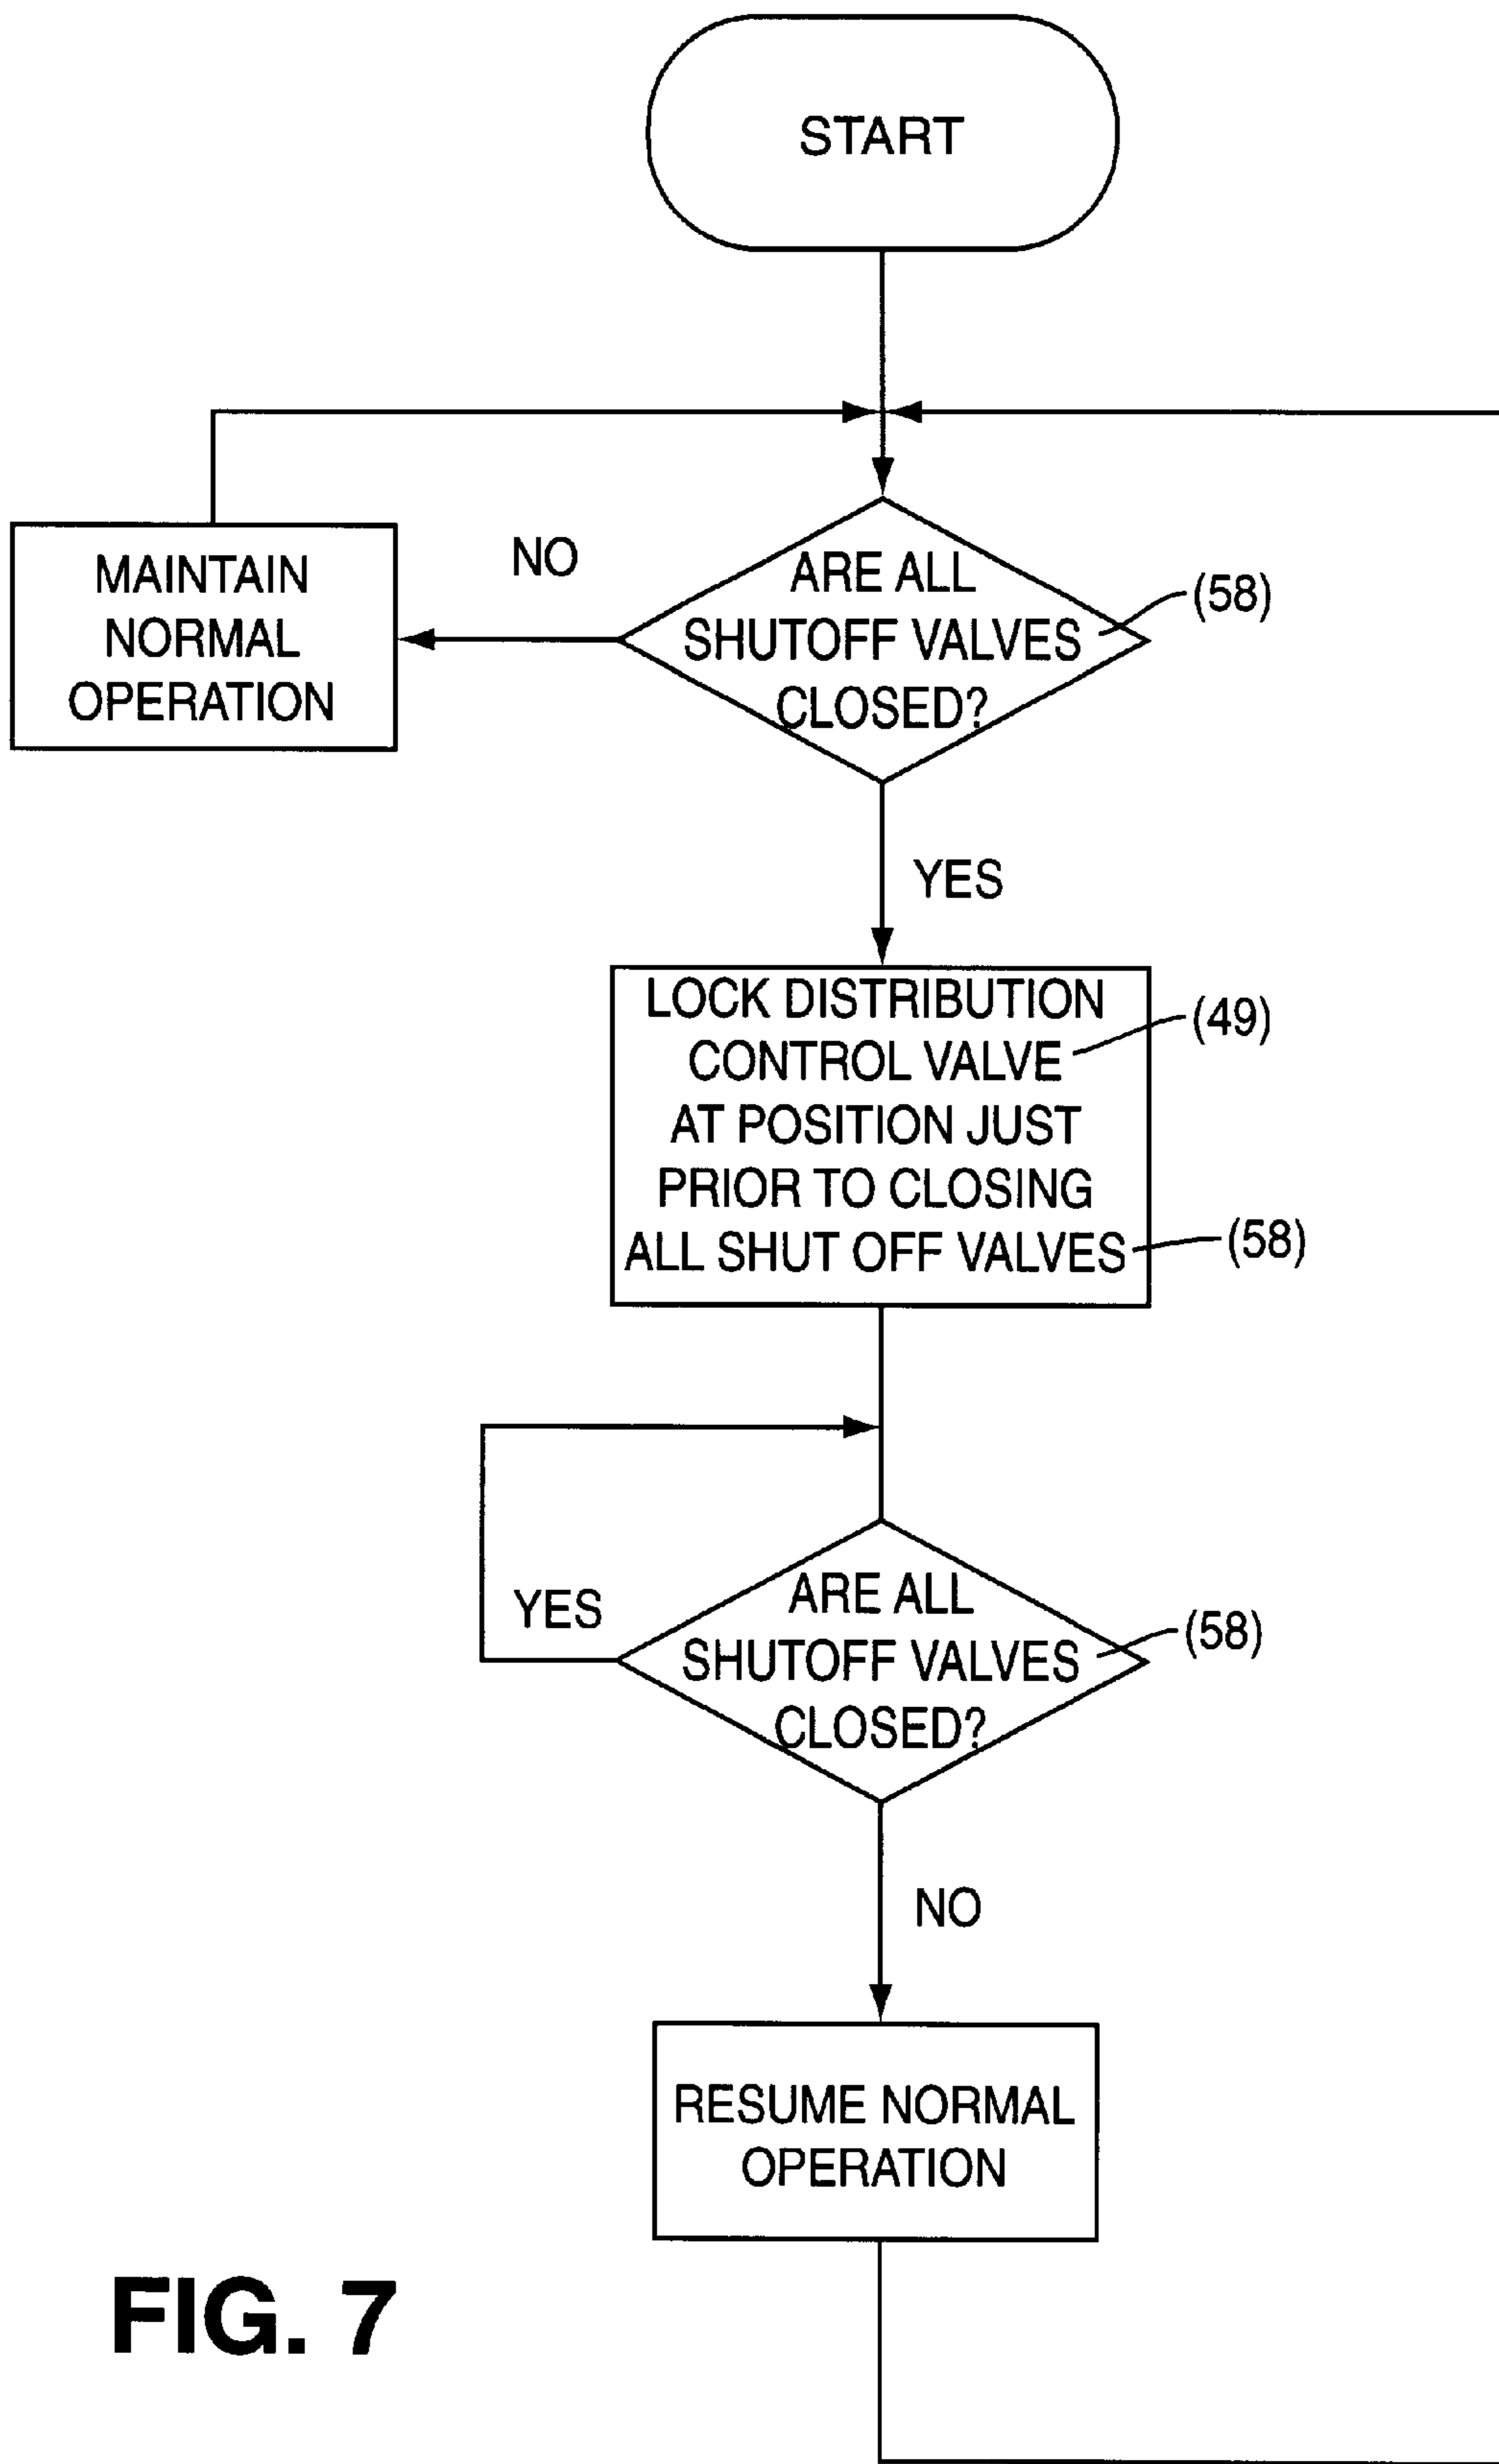 START
MAINTAIN
NORMAL
OPERATION
NO
ARE ALL
SHUTOFF VALVES
CLOSED?
(58)
YES
LOCK DISTRIBUTION
CONTROL VALVE
AT POSITION JUST
PRIOR TO CLOSING
ALL SHUT OFF VALVES
(49)
(58)
YES
ARE ALL
SHUTOFF VALVES
CLOSED?
(58)
NO
RESUME NORMAL
OPERATION
FIG. 7